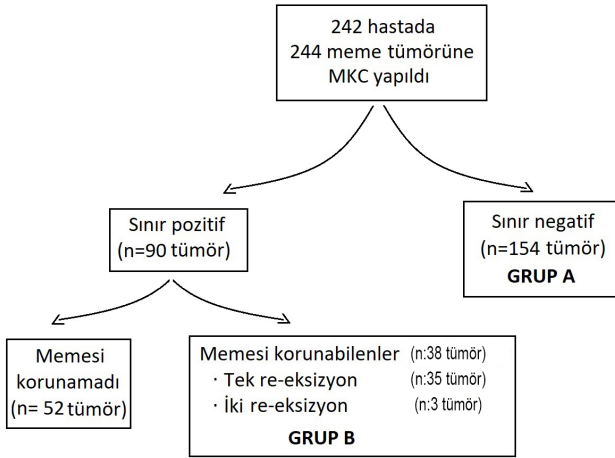 242 hastada
244 meme tümörüne
MKC yapıldı
Sınır pozitif
(n=90 tümör)
Sınır negatif
(n=154 tümör)
GRUP A
Memesi
korunamadı
(n= 52 tümör)
Memesi korunabilenler (n:38 tümör)
· Tek re-eksizyon (n:35 tümör)
· İki re-eksizyon (n:3 tümör)
GRUP B